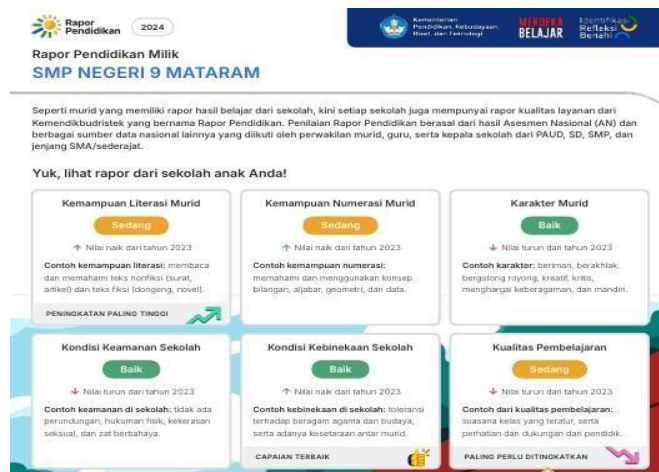 Rapor
Pendidikan
2024
Kementerian
Pendidikan, Kebudayaan,
Riset, dan Teknologi
MERDEKA
BELAJAR
Identifikasi
Refleksi
Benahi
Rapor Pendidikan Milik
SMP NEGERI 9 MATARAM
Seperti murid yang memiliki rapor hasil belajar dari sekolah, kini setiap sekolah juga mempunyai rapor kualitas layanan dari
Kemendikbudristek yang bernama Rapor Pendidikan. Penilaian Rapor Pendidikan berasal dari hasil Asesmen Nasional (AN) dan
berbagai sumber data nasional lainnya yang diikuti oleh perwakilan murid, guru, serta kepala sekolah dari PAUD, SD, SMP, dan
jenjang SMA/sederajat.
Yuk, lihat rapor dari sekolah anak Anda!
Kemampuan Literasi Murid
Sedang
Nilai naik dari tahun 2023
Contoh kemampuan literasi: membaca
dan memahami teks nonfiksi (surat,
artikel) dan teks fiksi (dongeng, novel).
PENINGKATAN PALING TINGGI
Kemampuan Numerasi Murid
Sedang
Nilai naik dari tahun 2023
Contoh kemampuan numerasi:
memahami dan menggunakan konsep
bilangan, aljabar, geometri, dan data.
Karakter Murid
Baik
Nilai turun dari tahun 2023
Contoh karakter: beriman, berakhlak,
bergotong royong, kreatif, kritis,
menghargai keberagaman, dan mandiri.
Kondisi Keamanan Sekolah
Baik
Nilai turun dari tahun 2023
Contoh keamanan di sekolah: tidak ada
perundungan, hukuman fisik, kekerasan
seksual, dan zat berbahaya.
Kondisi Kebinekaan Sekolah
Baik
Nilai naik dari tahun 2023
Contoh kebinekaan di sekolah: toleransi
terhadap beragam agama dan budaya,
serta adanya kesetaraan antar murid.
CAPAIAN TERBAIK
Kualitas Pembelajaran
Sedang
Nilai turun dari tahun 2023
Contoh dari kualitas pembelajaran:
suasana kelas yang teratur, serta
perhatian dan dukungan dari pendidik.
PALING PERLU DITINGKATKAN